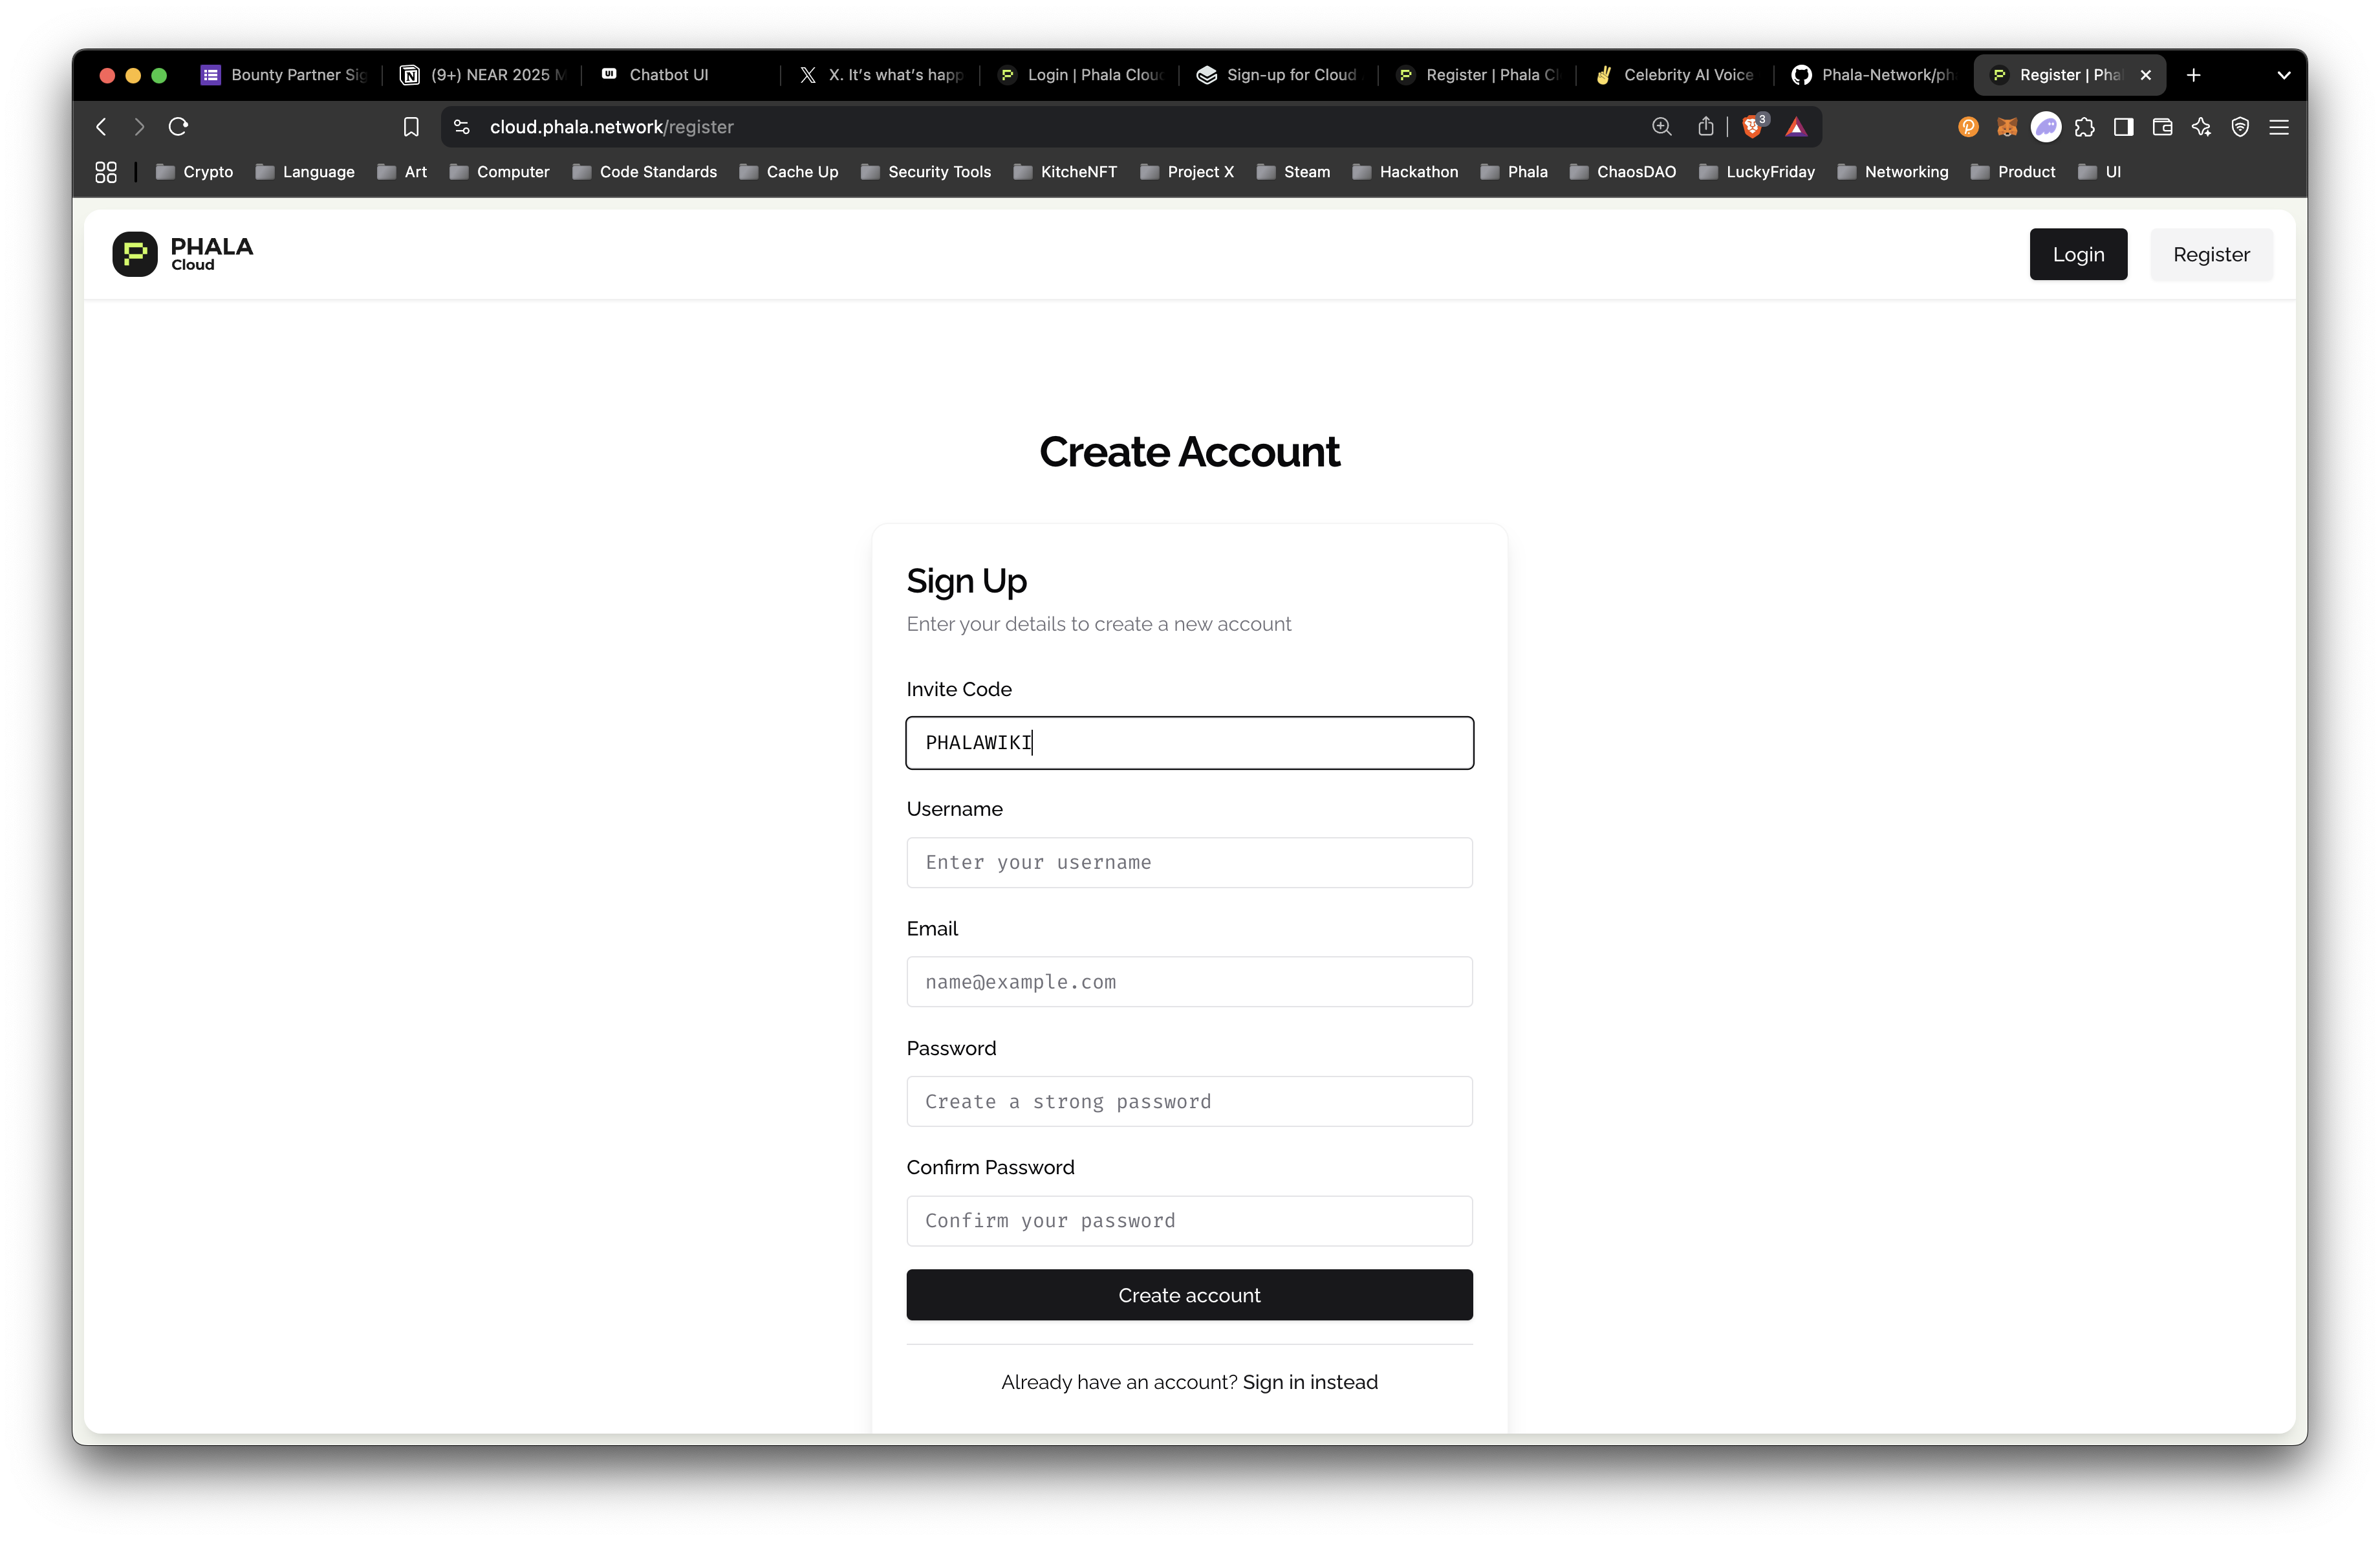 Bounty Partner Sig
(9+) NEAR 2025 M
Chatbot UI
X. It's what's happ
Login | Phala Clou
Sign-up for Cloud
Register | Phala Cl
Celebrity AI Voice
Phala-Network/ph
Register | Pha
cloud.phala.network/register
3
Crypto
Language
Art
Computer
Code Standards
Cache Up
Security Tools
KitcheNFT
Project X
Steam
Hackathon
Phala
ChaosDAO
LuckyFriday
Networking
Product
UI
PHALA
Cloud
Login
Register
Create Account
Sign Up
Enter your details to create a new account
Invite Code
PHALAWIKI
Username
Enter your username
Email
name@example.com
Password
Create a strong password
Confirm Password
Confirm your password
Create account
Already have an account? Sign in instead